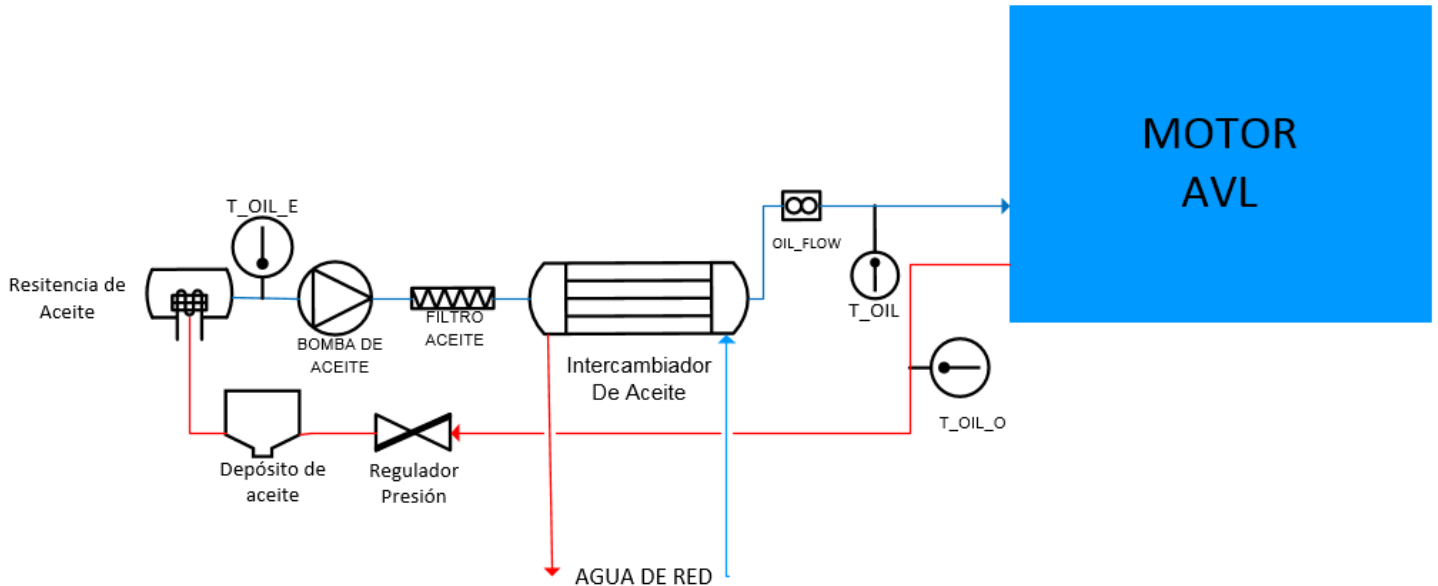 MOTOR
AVL
T_OIL_E
OIL_FLOW
Resitencia de
Aceite
T_OIL
BOMBA DE
ACEITE
FILTRO
ACEITE
Intercambiador
De Aceite
T_OIL_O
Depósito de
aceite
Regulador
Presión
AGUA DE RED